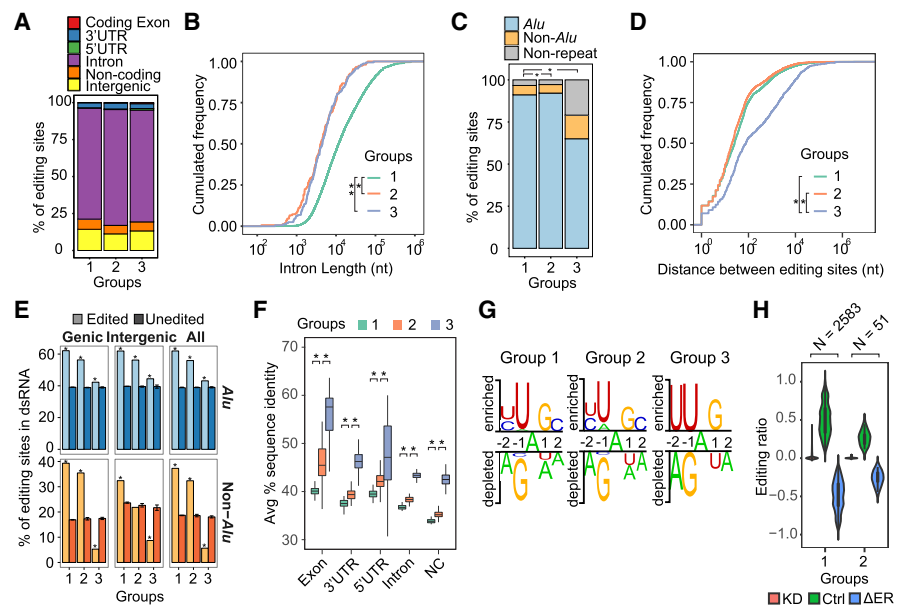 A
Coding Exon
3'UTR
5'UTR
Intron
Non-coding
Intergenic
% of editing sites
100
75
50
25
0
1 2 3
Groups
B
Cumulated frequency
1.00
0.75
0.50
0.25
0.00
10² 10³ 10⁴ 10⁵ 10⁶
Intron Length (nt)
Groups
1
2
3
** *
C
Alu
Non-Alu
Non-repeat
% of editing sites
100
75
50
25
0
* *
1 2 3
Groups
D
Cumulated frequency
1.00
0.75
0.50
0.25
0.00
10⁰ 10² 10⁴ 10⁶
Distance between editing sites (nt)
Groups
1
2
3
* *
E
Edited Unedited
Genic Intergenic All
% of editing sites in dsRNA
60
40
20
0
Alu
40
30
20
10
0
Non-Alu
1 2 3 1 2 3 1 2 3
Groups
F
Groups 1 2 3
Avg % sequence identity
70
60
50
40
30
* * * * * * * * * *
Exon 3'UTR 5'UTR Intron NC
G
Group 1 Group 2 Group 3
enriched
depleted
U C U A G C
-2 -1 1 2
A G U A A
enriched
depleted
U C U A A G C
-2 -1 1 2
A G U A A
enriched
depleted
U U A G
-2 -1 1 2
A G U A
H
N = 2583
N = 51
Editing ratio
1.0
0.5
0.0
−0.5
−1.0
1 2
Groups
KD Ctrl ΔER